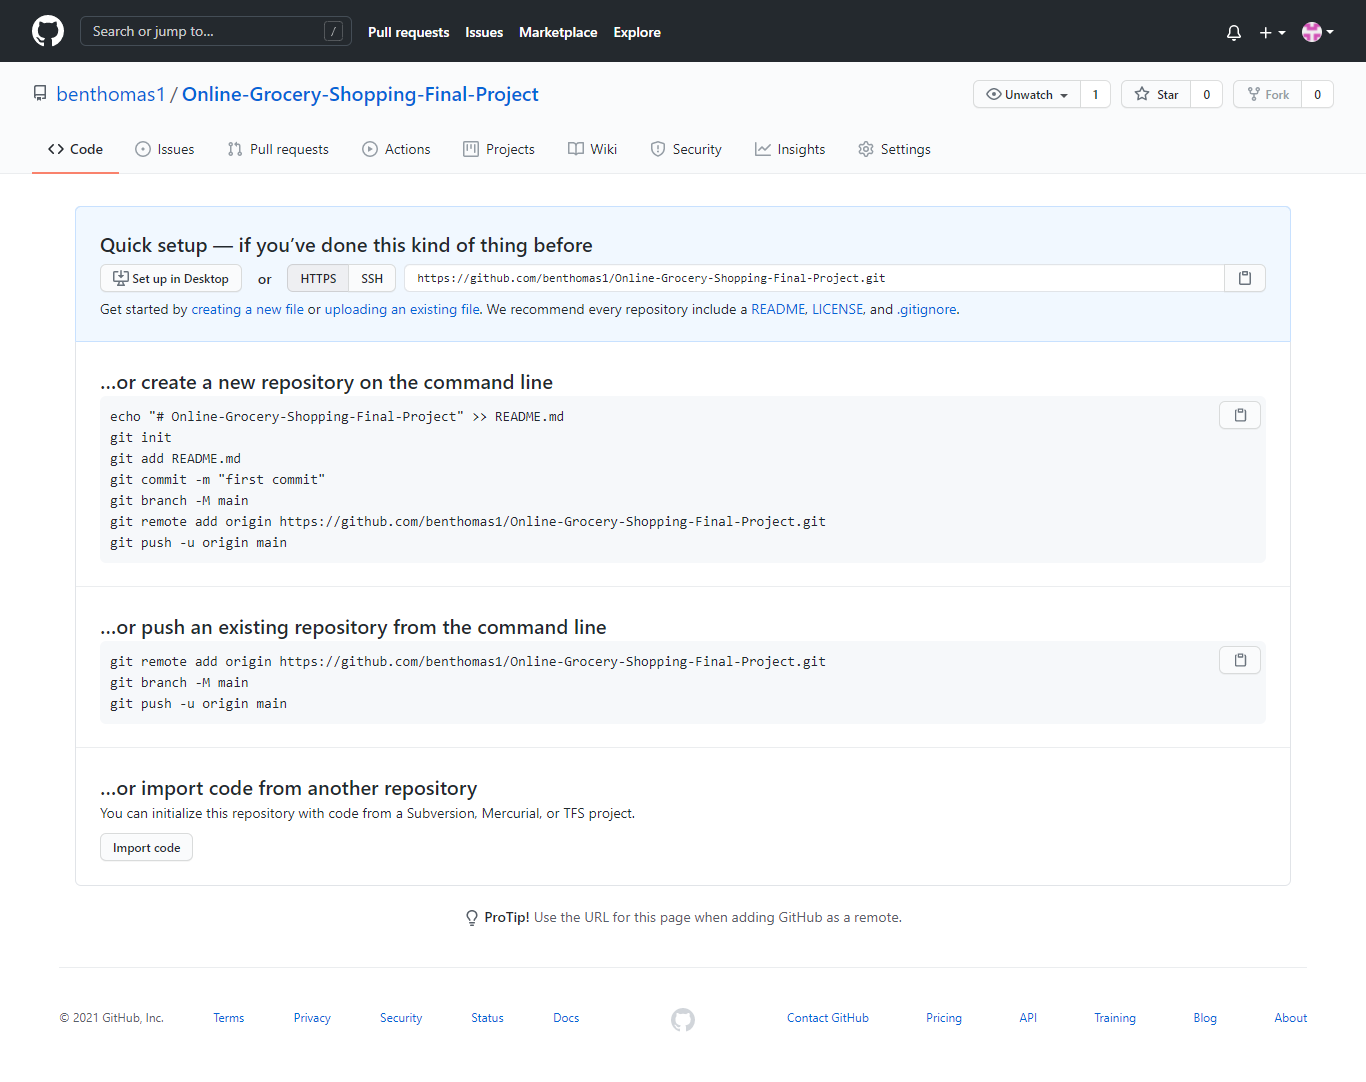 Search or jump to... /
Pull requests Issues Marketplace Explore
benthomas1 / Online-Grocery-Shopping-Final-Project
Unwatch 1 Star 0 Fork 0
Code Issues Pull requests Actions Projects Wiki Security Insights Settings
Quick setup — if you’ve done this kind of thing before
Set up in Desktop or HTTPS SSH https://github.com/benthomas1/Online-Grocery-Shopping-Final-Project.git
Get started by creating a new file or uploading an existing file. We recommend every repository include a README, LICENSE, and .gitignore.
…or create a new repository on the command line
echo "# Online-Grocery-Shopping-Final-Project" >> README.md
git init
git add README.md
git commit -m "first commit"
git branch -M main
git remote add origin https://github.com/benthomas1/Online-Grocery-Shopping-Final-Project.git
git push -u origin main
…or push an existing repository from the command line
git remote add origin https://github.com/benthomas1/Online-Grocery-Shopping-Final-Project.git
git branch -M main
git push -u origin main
…or import code from another repository
You can initialize this repository with code from a Subversion, Mercurial, or TFS project.
Import code
ProTip! Use the URL for this page when adding GitHub as a remote.
© 2021 GitHub, Inc. Terms Privacy Security Status Docs Contact GitHub Pricing API Training Blog About